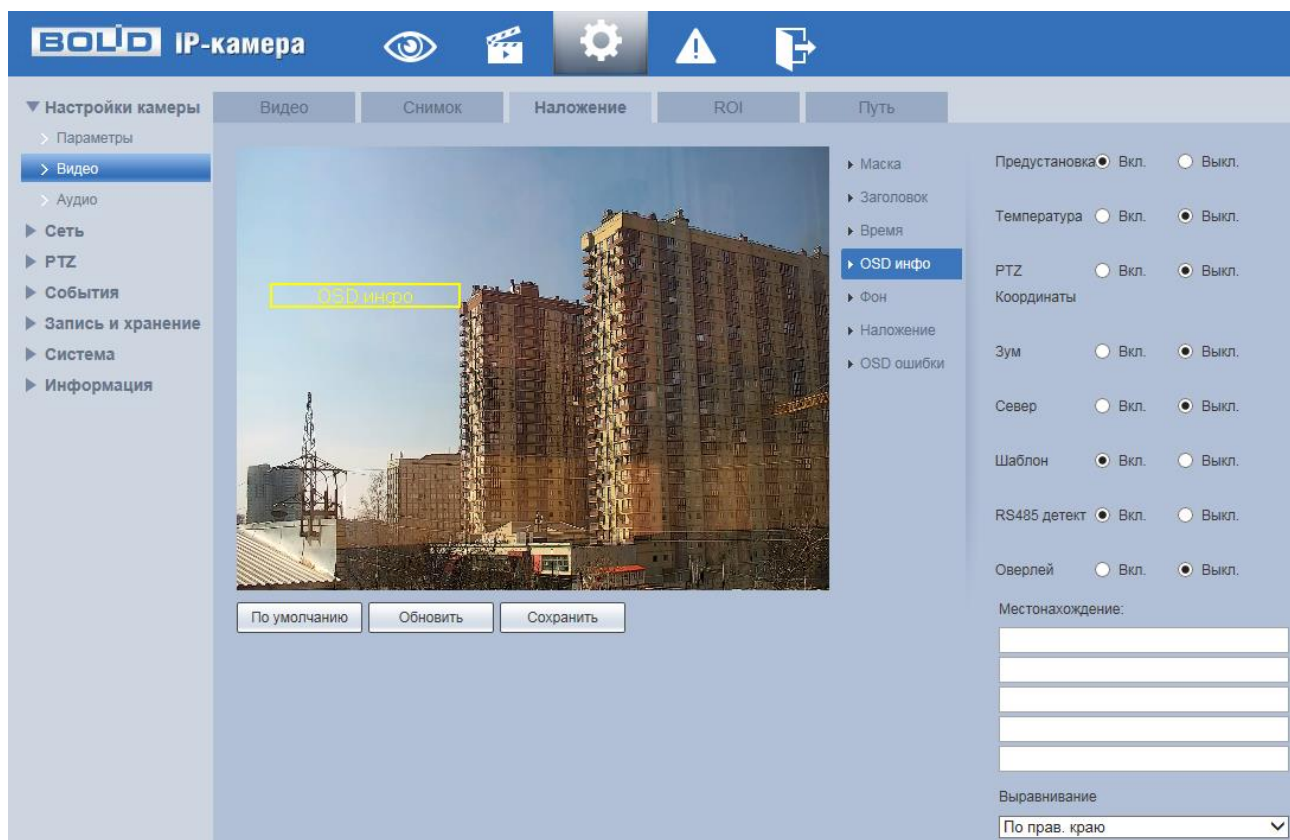 BOLID IP-камера
Настройки камеры
Параметры
Видео
Аудио
Сеть
PTZ
События
Запись и хранение
Система
Информация
Видео
Снимок
Наложение
ROI
Путь
OSD инфо
По умолчанию
Обновить
Сохранить
Маска
Заголовок
Время
OSD инфо
Фон
Наложение
OSD ошибки
Предустановка Вкл. Выкл.
Температура Вкл. Выкл.
PTZ Вкл. Выкл.
Координаты
Зум Вкл. Выкл.
Север Вкл. Выкл.
Шаблон Вкл. Выкл.
RS485 детект Вкл. Выкл.
Оверлей Вкл. Выкл.
Местонахождение:
Выравнивание
По прав. краю